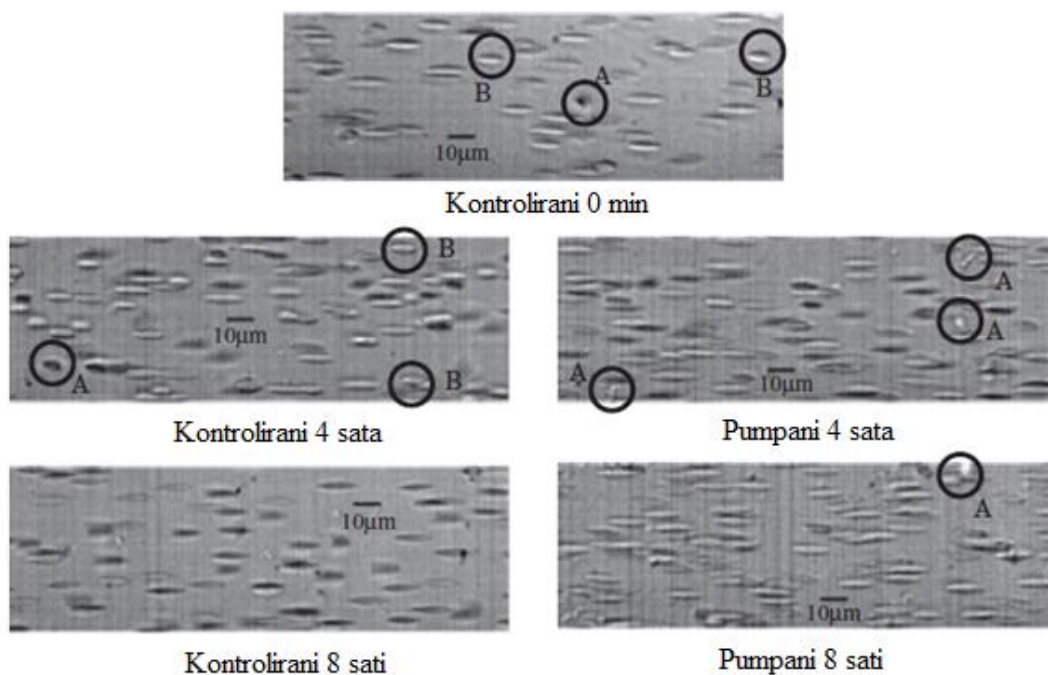 A
B
B
10μm
Kontrolirani 0 min
B
10μm
A
B
Kontrolirani 4 sata
A
A
A
10μm
Pumpani 4 sata
10μm
Kontrolirani 8 sati
A
10μm
Pumpani 8 sati